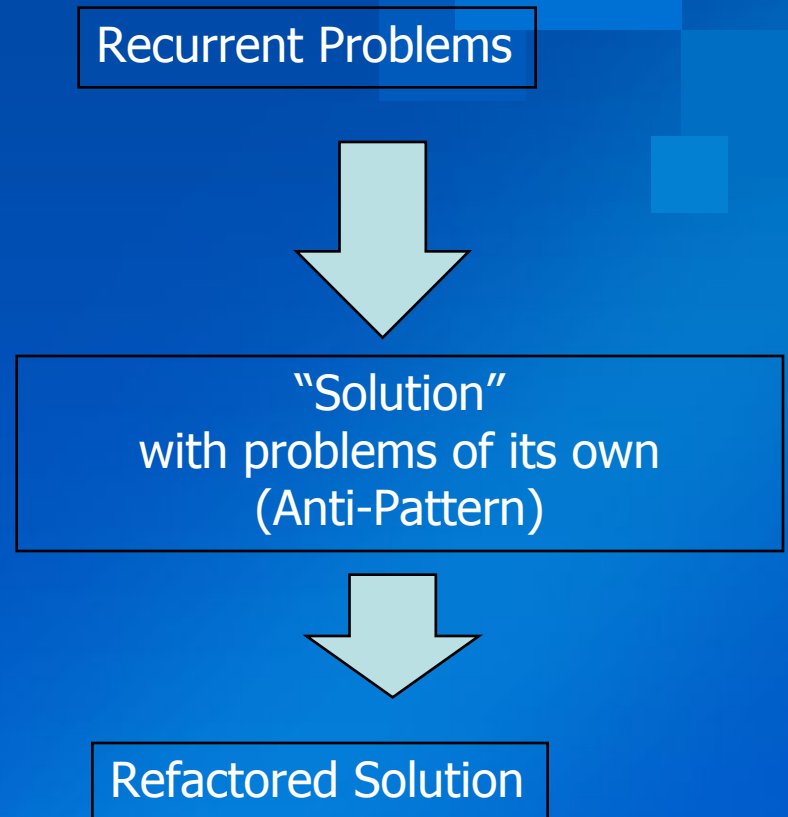 Recurrent Problems
“Solution”
with problems of its own
(Anti-Pattern)
Refactored Solution